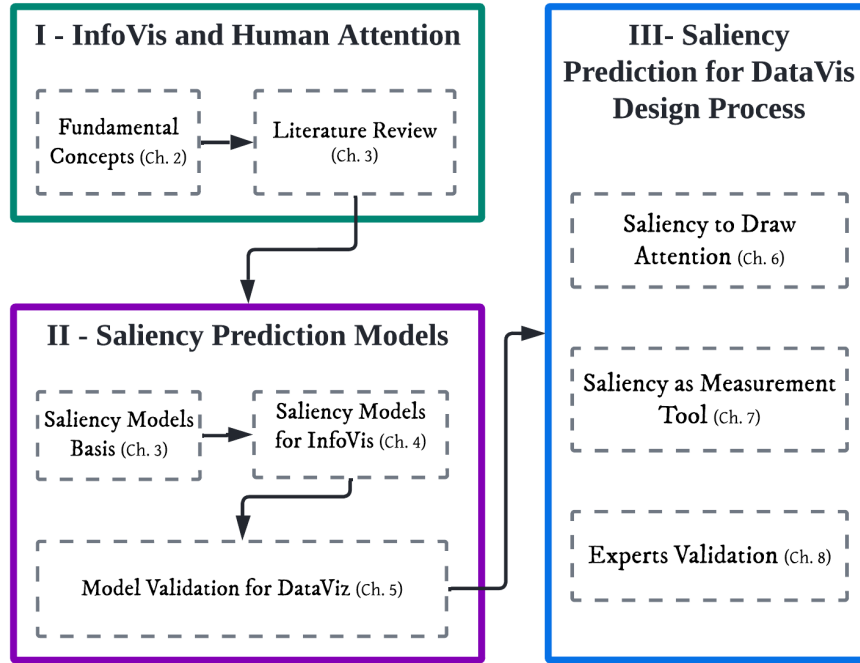 I - InfoVis and Human Attention
Fundamental
Concepts (Ch. 2)
Literature Review
(Ch. 3)
II - Saliency Prediction Models
Saliency Models
Basis (Ch. 3)
Saliency Models
for InfoVis (Ch. 4)
Model Validation for DataViz (Ch. 5)
III- Saliency
Prediction for DataVis
Design Process
Saliency to Draw
Attention (Ch. 6)
Saliency as Measurement
Tool (Ch. 7)
Experts Validation (Ch. 8)